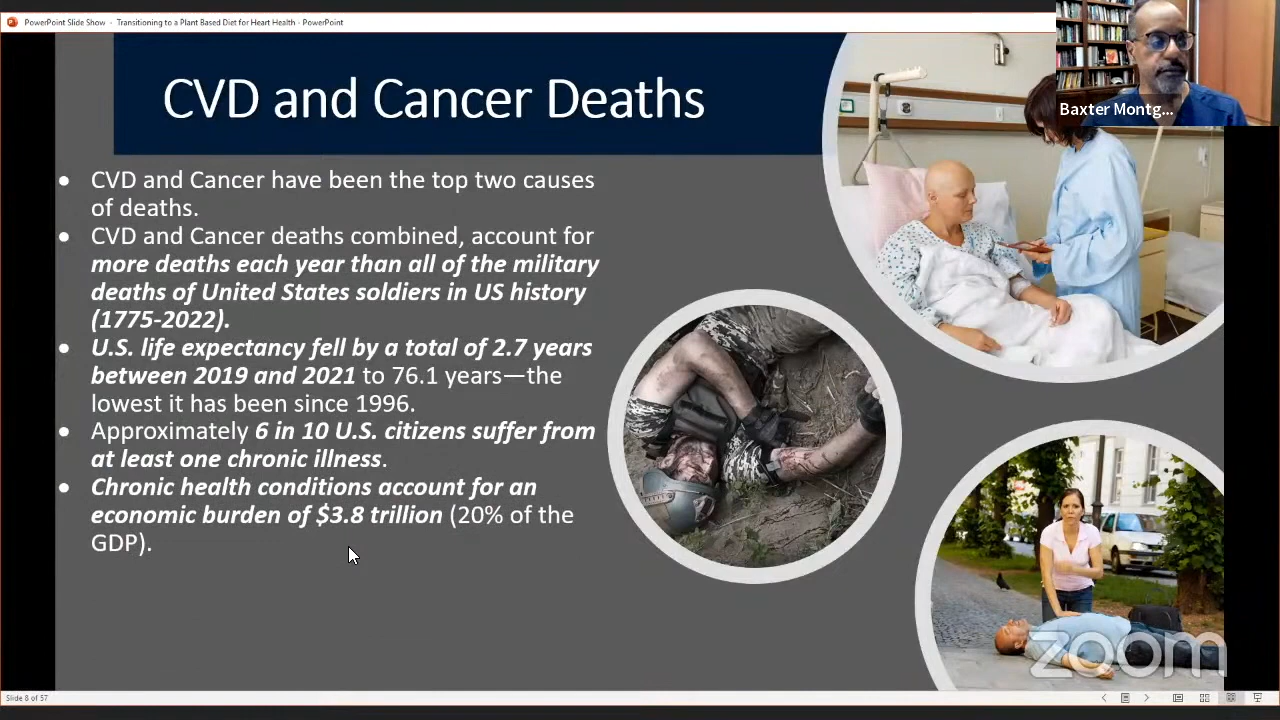 PowerPoint Slide Show - Transitioning to a Plant Based Diet for Heart Health - PowerPoint
Baxter Montg...
CVD and Cancer Deaths
• CVD and Cancer have been the top two causes
of deaths.
• CVD and Cancer deaths combined, account for
more deaths each year than all of the military
deaths of United States soldiers in US history
(1775-2022).
• U.S. life expectancy fell by a total of 2.7 years
between 2019 and 2021 to 76.1 years—the
lowest it has been since 1996.
• Approximately 6 in 10 U.S. citizens suffer from
at least one chronic illness.
• Chronic health conditions account for an
economic burden of $3.8 trillion (20% of the
GDP).
zoom
Slide 8 of 57